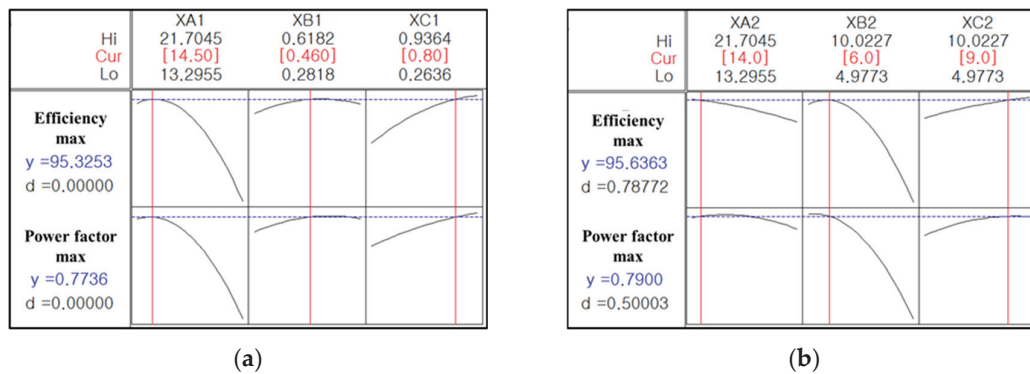 XA1 XB1 XC1
Hi 21.7045 0.6182 0.9364
Cur [14.50] [0.460] [0.80]
Lo 13.2955 0.2818 0.2636
Efficiency
max
y =95.3253
d =0.00000
Power factor
max
y =0.7736
d =0.00000
(a)
XA2 XB2 XC2
Hi 21.7045 10.0227 10.0227
Cur [14.0] [6.0] [9.0]
Lo 13.2955 4.9773 4.9773
Efficiency
max
y =95.6363
d =0.78772
Power factor
max
y =0.7900
d =0.50003
(b)